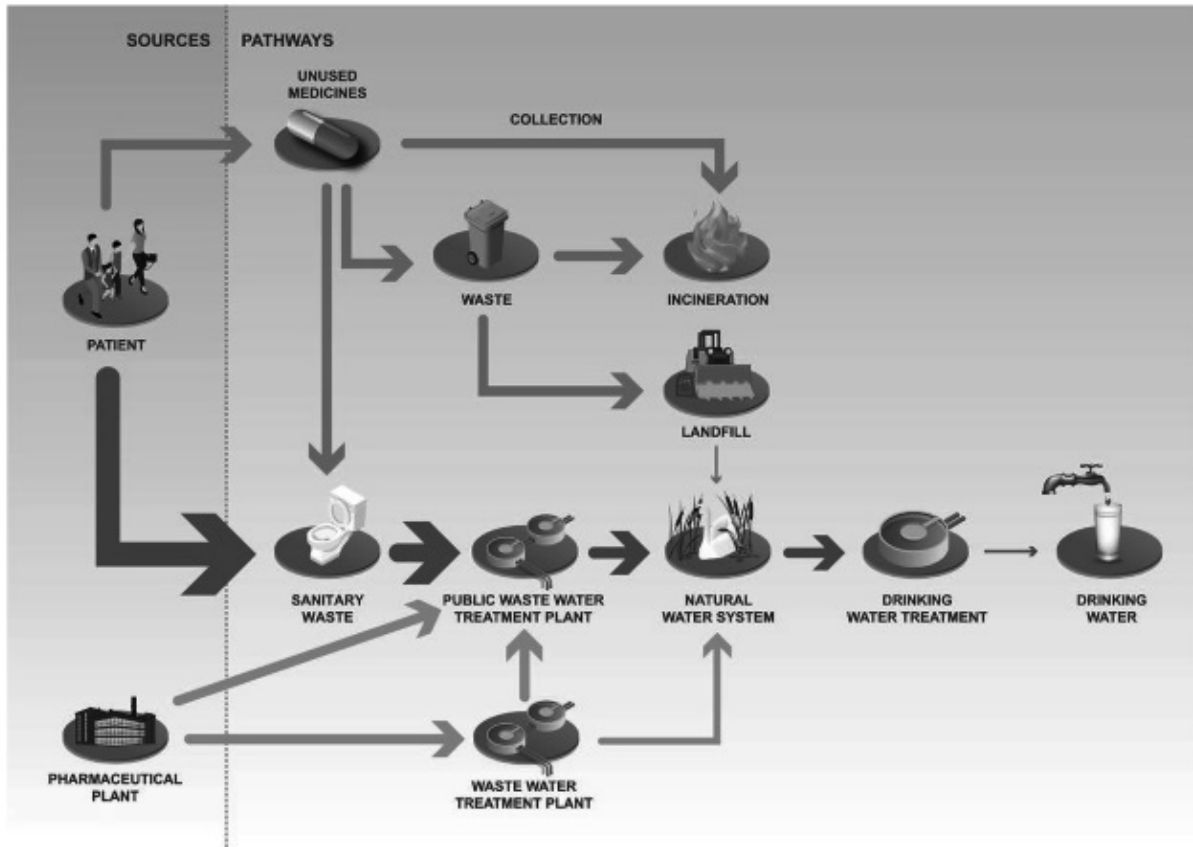 SOURCES
PATHWAYS
UNUSED
MEDICINES
COLLECTION
PATIENT
WASTE
INCINERATION
LANDFILL
SANITARY
WASTE
PUBLIC WASTE WATER
TREATMENT PLANT
NATURAL
WATER SYSTEM
DRINKING
WATER TREATMENT
DRINKING
WATER
PHARMACEUTICAL
PLANT
WASTE WATER
TREATMENT PLANT